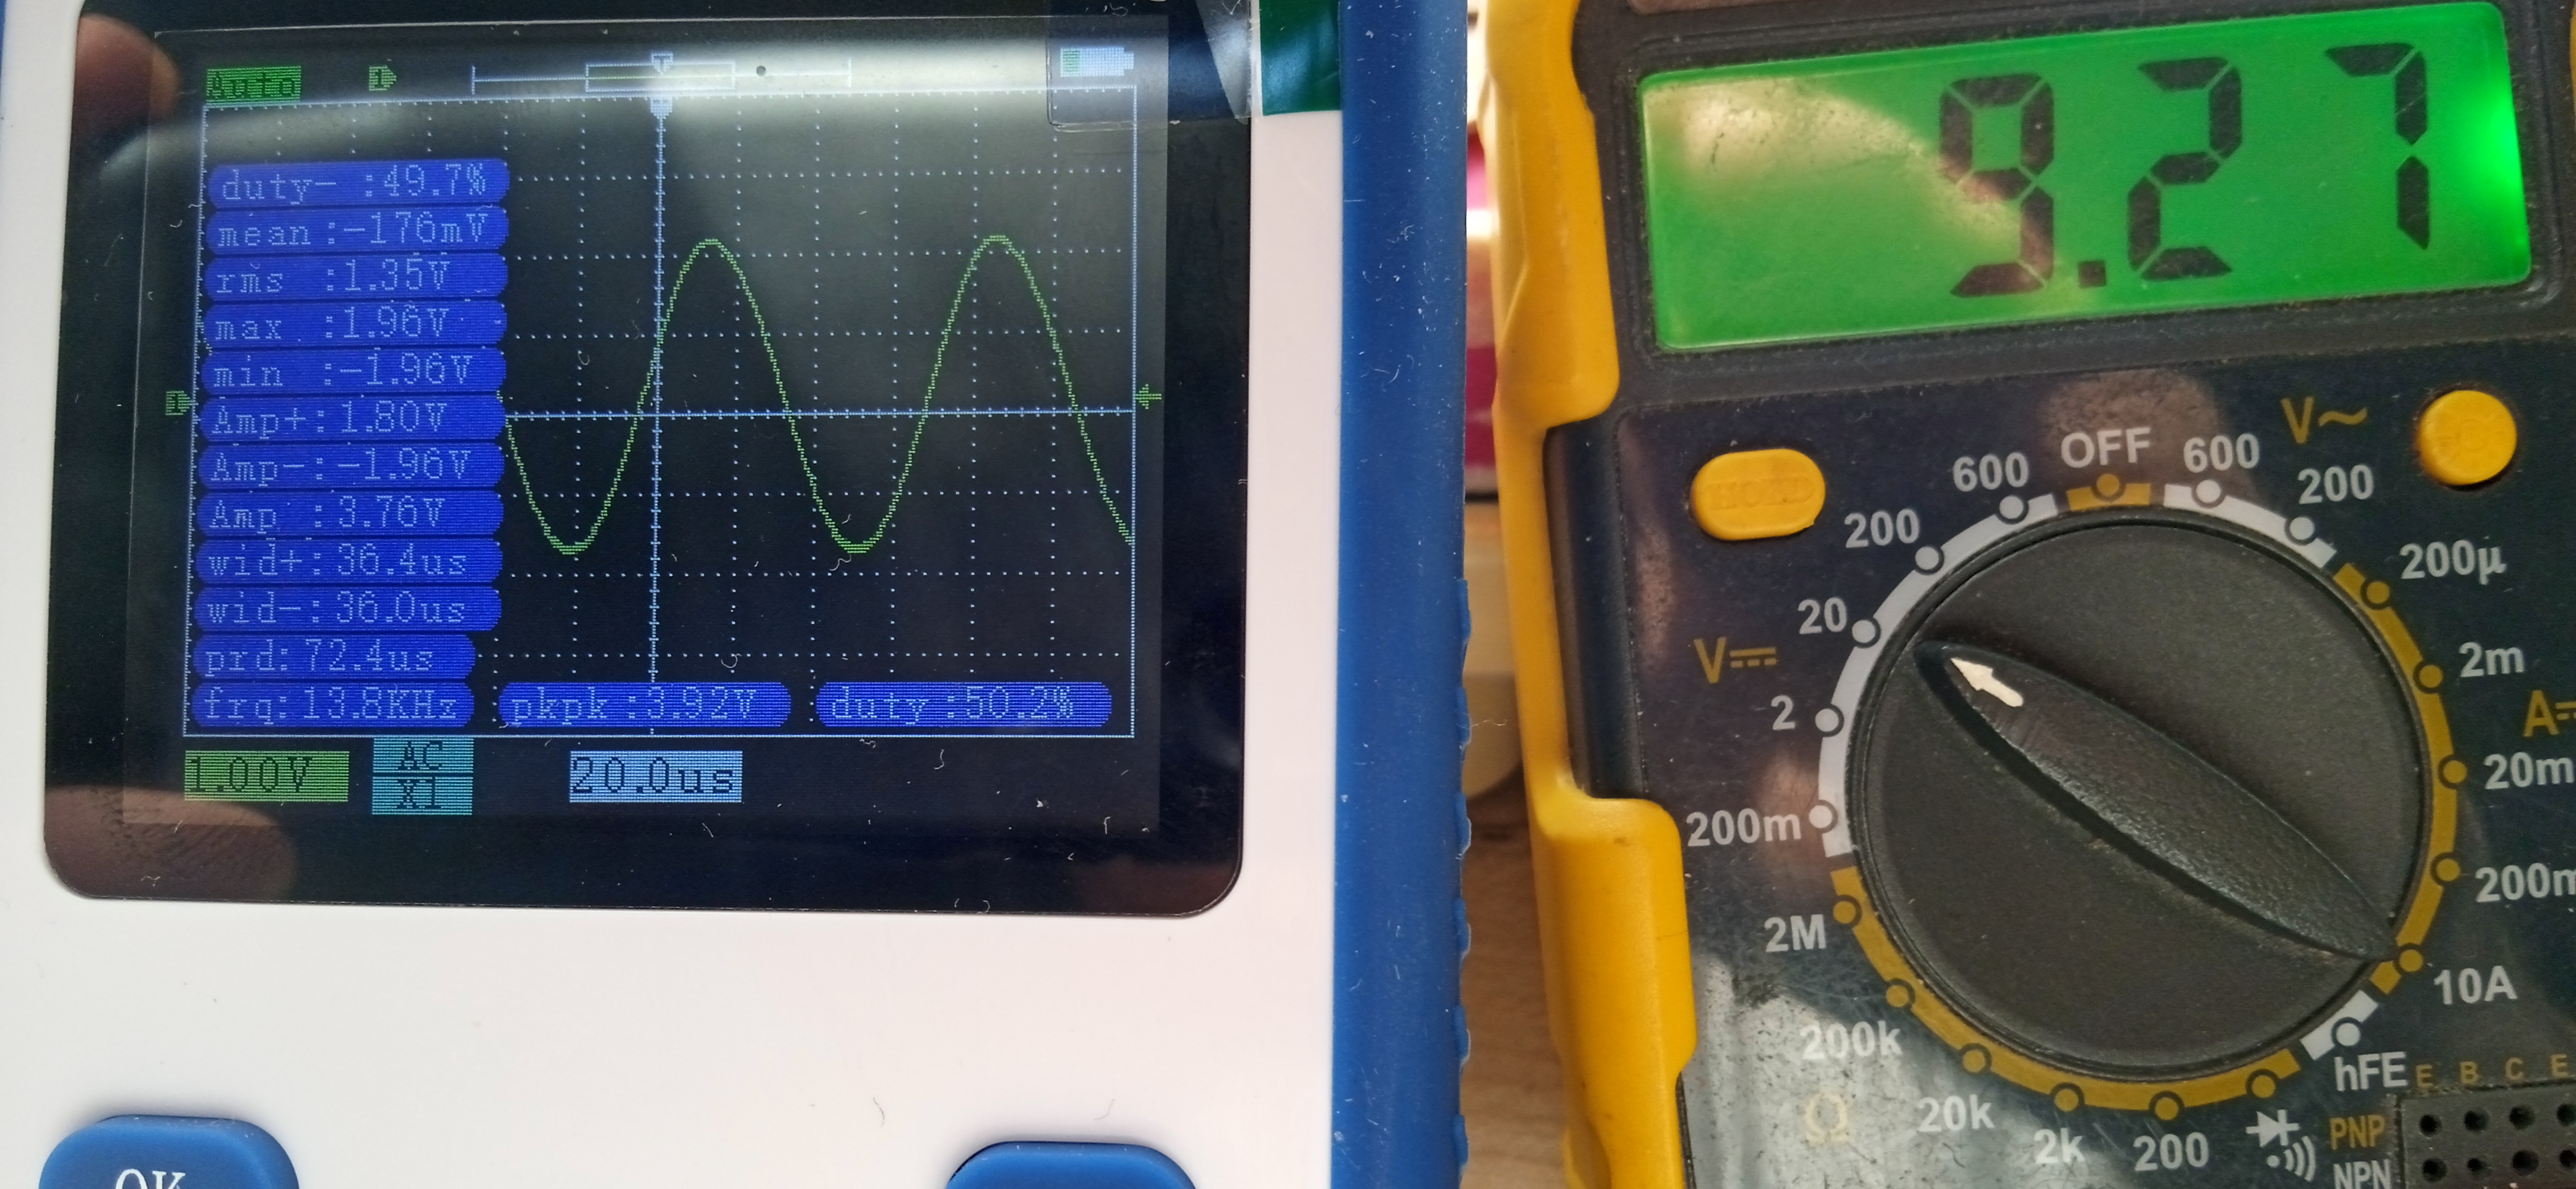 Auto
duty- :49.7%
mean :-176mV
rms :1.35V
max :1.96V
min :-1.96V
Amp+: 1.80V
Amp-: -1.96V
Amp : 3.76V
wid+: 36.4us
wid-: 36.0us
prd: 72.4us
frq: 13.8KHz
pkpk :3.92V
duty :50.2%
1.00V
AC
X1
20.0us
OK
9.27
V~
OFF
600
600
200
200
200µ
20
2m
V
A
2
20m
200m
200m
2M
10A
200k
hFE
E B C E
Ω
20k
2k
200
PNP
NPN